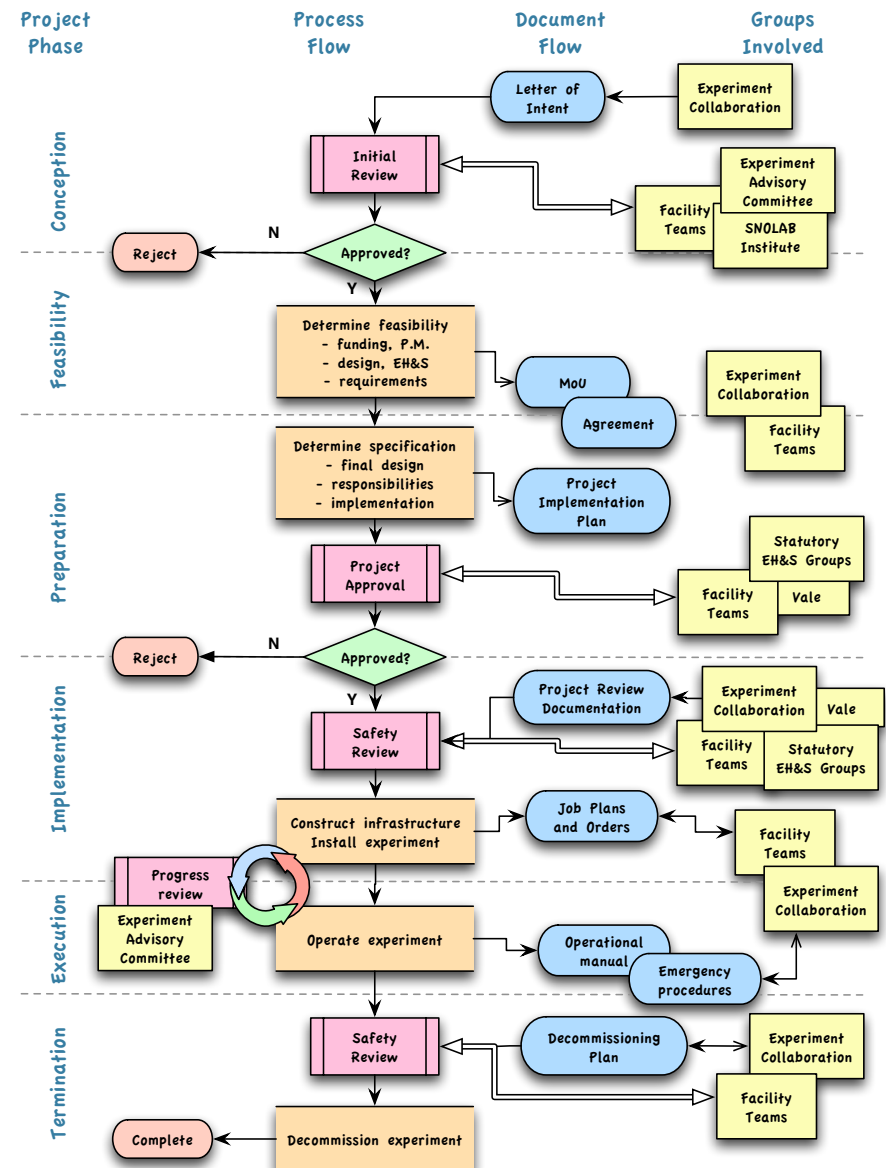 Project
Phase
Process
Flow
Document
Flow
Groups
Involved
Conception
Letter of
Intent
Experiment
Collaboration
Initial
Review
Experiment
Advisory
Committee
Facility
Teams
SNOLAB
Institute
Approved?
N
Reject
Y
Feasibility
Determine feasibility
- funding, P.M.
- design, EH&S
- requirements
MoU
Agreement
Experiment
Collaboration
Facility
Teams
Preparation
Determine specification
- final design
- responsibilities
- implementation
Project
Implementation
Plan
Project
Approval
Statutory
EH&S Groups
Facility
Teams
Vale
Approved?
N
Reject
Y
Implementation
Safety
Review
Project Review
Documentation
Experiment
Collaboration
Vale
Facility
Teams
Statutory
EH&S Groups
Construct infrastructure
Install experiment
Job Plans
and Orders
Facility
Teams
Experiment
Collaboration
Progress
review
Experiment
Advisory
Committee
Execution
Operate experiment
Operational
manual
Emergency
procedures
Termination
Safety
Review
Decommissioning
Plan
Experiment
Collaboration
Facility
Teams
Decommission experiment
Complete